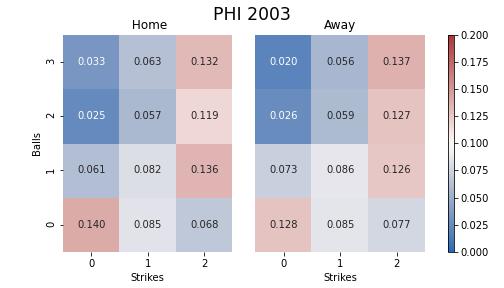 PHI 2003
Home Away
3 0.033 0.063 0.132 0.020 0.056 0.137
2 0.025 0.057 0.119 0.026 0.059 0.127
1 0.061 0.082 0.136 0.073 0.086 0.126
0 0.140 0.085 0.068 0.128 0.085 0.077
Balls
0 1 2 0 1 2
Strikes Strikes
0.200
0.175
0.150
0.125
0.100
0.075
0.050
0.025
0.000